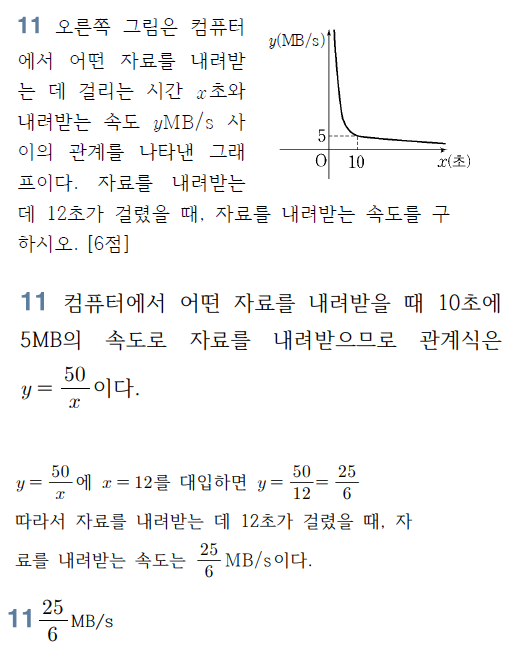 11 오른쪽 그림은 컴퓨터
에서 어떤 자료를 내려받
는 데 걸리는 시간 x초와
내려받는 속도 yMB/s 사
이의 관계를 나타낸 그래
프이다. 자료를 내려받는
데 12초가 걸렸을 때, 자료를 내려받는 속도를 구
하시오. [6점]
y(MB/s)
5
O 10 x(초)
11 컴퓨터에서 어떤 자료를 내려받을 때 10초에
5MB의 속도로 자료를 내려받으므로 관계식은
y = 50/x 이다.
y = 50/x 에 x = 12를 대입하면 y = 50/12 = 25/6
따라서 자료를 내려받는 데 12초가 걸렸을 때, 자
료를 내려받는 속도는 25/6 MB/s이다.
11 25/6 MB/s